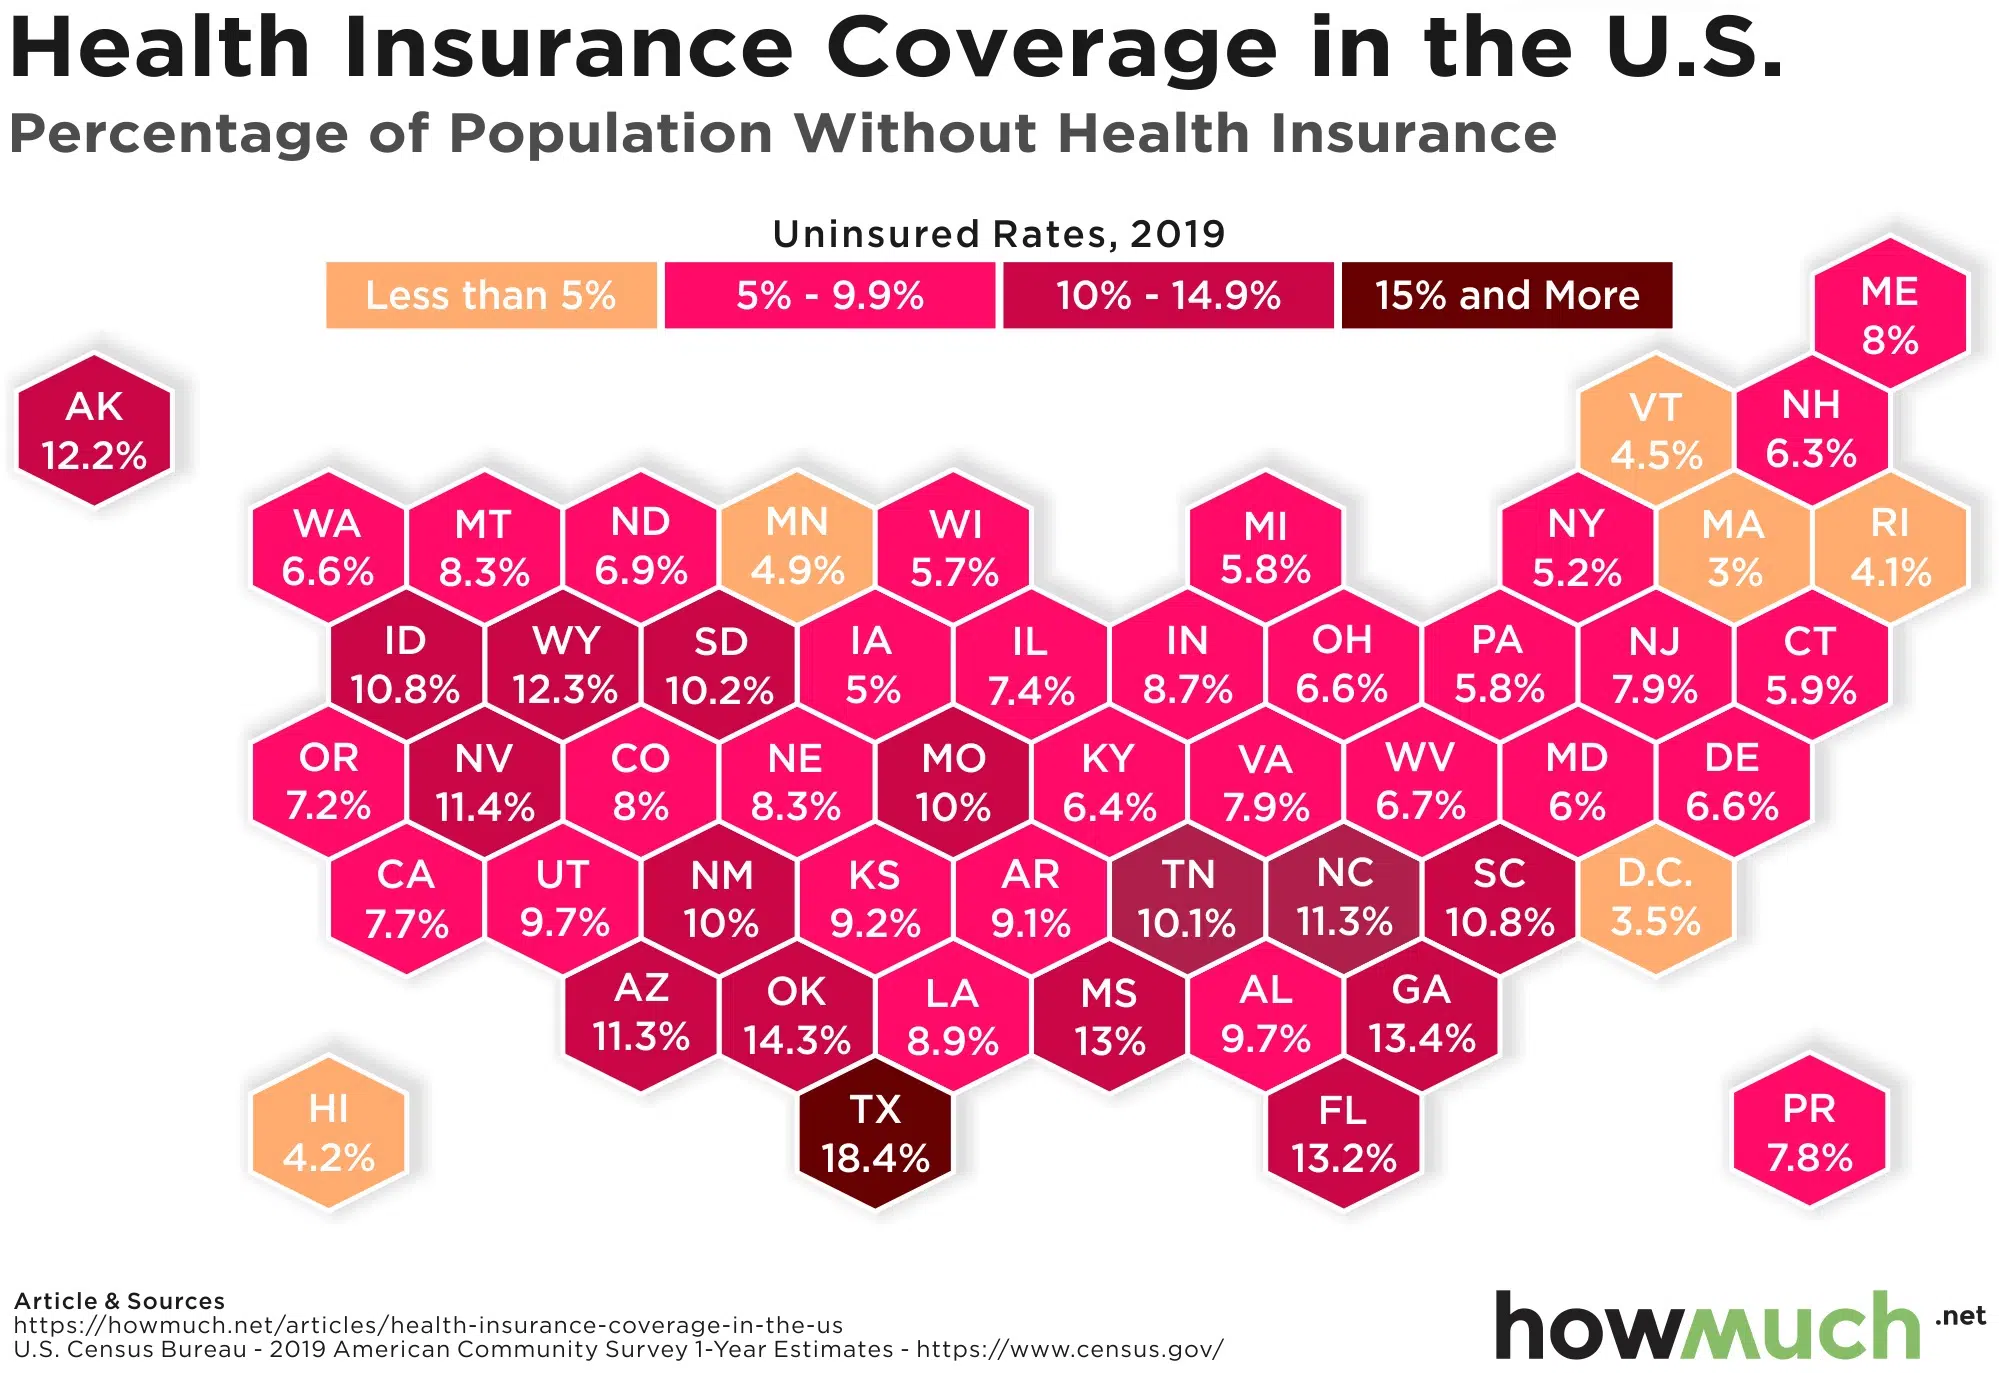 Health Insurance Coverage in the U.S.
Percentage of Population Without Health Insurance
Uninsured Rates, 2019
Less than 5%
5% - 9.9%
10% - 14.9%
15% and More
ME
8%
AK
12.2%
VT
4.5%
NH
6.3%
WA
6.6%
MT
8.3%
ND
6.9%
MN
4.9%
WI
5.7%
MI
5.8%
NY
5.2%
MA
3%
RI
4.1%
ID
10.8%
WY
12.3%
SD
10.2%
IA
5%
IL
7.4%
IN
8.7%
OH
6.6%
PA
5.8%
NJ
7.9%
CT
5.9%
OR
7.2%
NV
11.4%
CO
8%
NE
8.3%
MO
10%
KY
6.4%
VA
7.9%
WV
6.7%
MD
6%
DE
6.6%
CA
7.7%
UT
9.7%
NM
10%
KS
9.2%
AR
9.1%
TN
10.1%
NC
11.3%
SC
10.8%
D.C.
3.5%
AZ
11.3%
OK
14.3%
LA
8.9%
MS
13%
AL
9.7%
GA
13.4%
HI
4.2%
TX
18.4%
FL
13.2%
PR
7.8%
Article & Sources
https://howmuch.net/articles/health-insurance-coverage-in-the-us
U.S. Census Bureau - 2019 American Community Survey 1-Year Estimates - https://www.census.gov/
howmuch.net